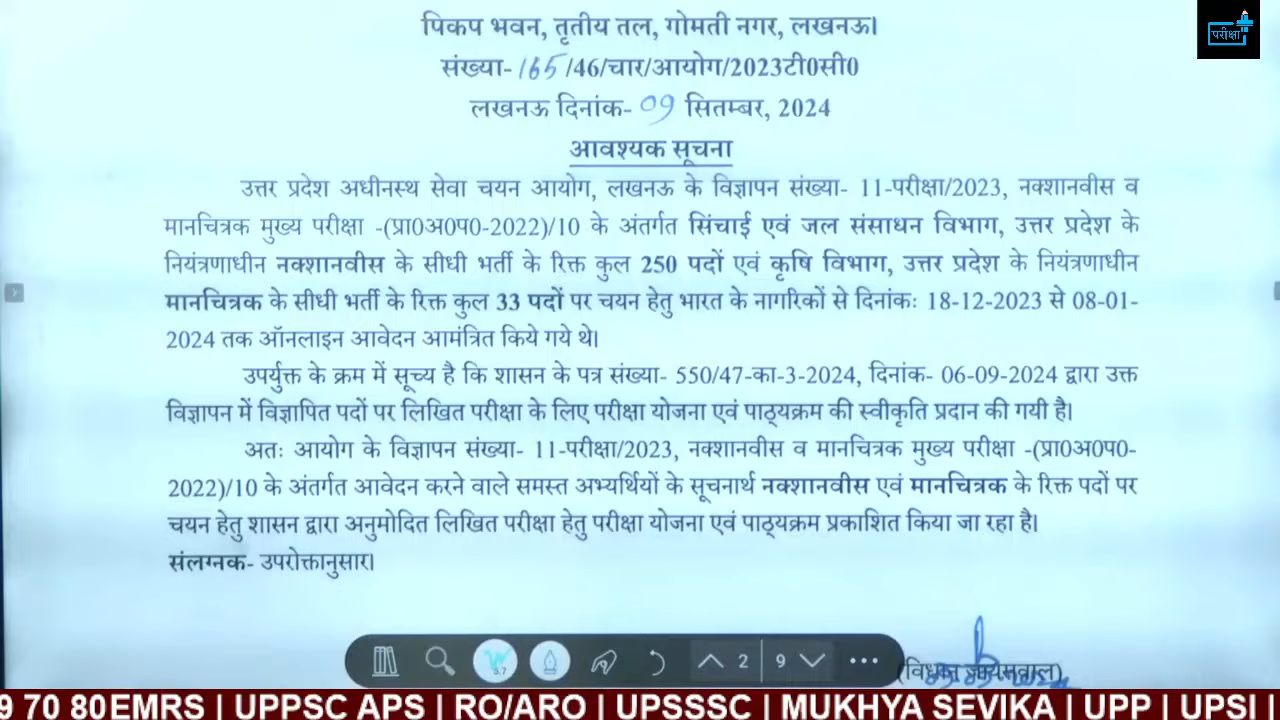 पिकप भवन, तृतीय तल, गोमती नगर, लखनऊ।
परीक्षा
संख्या- 165 /46/चार/आयोग/2023टी0सी0
लखनऊ दिनांक- 09 सितम्बर, 2024
आवश्यक सूचना
उत्तर प्रदेश अधीनस्थ सेवा चयन आयोग, लखनऊ के विज्ञापन संख्या- 11-परीक्षा/2023, नक्शानवीस व
मानचित्रक मुख्य परीक्षा -(प्रा0अ0प0-2022)/10 के अंतर्गत सिंचाई एवं जल संसाधन विभाग, उत्तर प्रदेश के
नियंत्रणाधीन नक्शानवीस के सीधी भर्ती के रिक्त कुल 250 पदों एवं कृषि विभाग, उत्तर प्रदेश के नियंत्रणाधीन
मानचित्रक के सीधी भर्ती के रिक्त कुल 33 पदों पर चयन हेतु भारत के नागरिकों से दिनांकः 18-12-2023 से 08-01-
2024 तक ऑनलाइन आवेदन आमंत्रित किये गये थे।
उपर्युक्त के क्रम में सूच्य है कि शासन के पत्र संख्या- 550/47-का-3-2024, दिनांक- 06-09-2024 द्वारा उक्त
विज्ञापन में विज्ञापित पदों पर लिखित परीक्षा के लिए परीक्षा योजना एवं पाठ्यक्रम की स्वीकृति प्रदान की गयी है।
अतः आयोग के विज्ञापन संख्या- 11-परीक्षा/2023, नक्शानवीस व मानचित्रक मुख्य परीक्षा -(प्रा0अ0प0-
2022)/10 के अंतर्गत आवेदन करने वाले समस्त अभ्यर्थियों के सूचनार्थ नक्शानवीस एवं मानचित्रक के रिक्त पदों पर
चयन हेतु शासन द्वारा अनुमोदित लिखित परीक्षा हेतु परीक्षा योजना एवं पाठ्यक्रम प्रकाशित किया जा रहा है।
संलग्नक- उपरोक्तानुसार।
3.7
2 9
(विधान जायसवाल)
9 70 80EMRS | UPPSC APS | RO/ARO | UPSSSC | MUKHYA SEVIKA | UPP | UPSI |